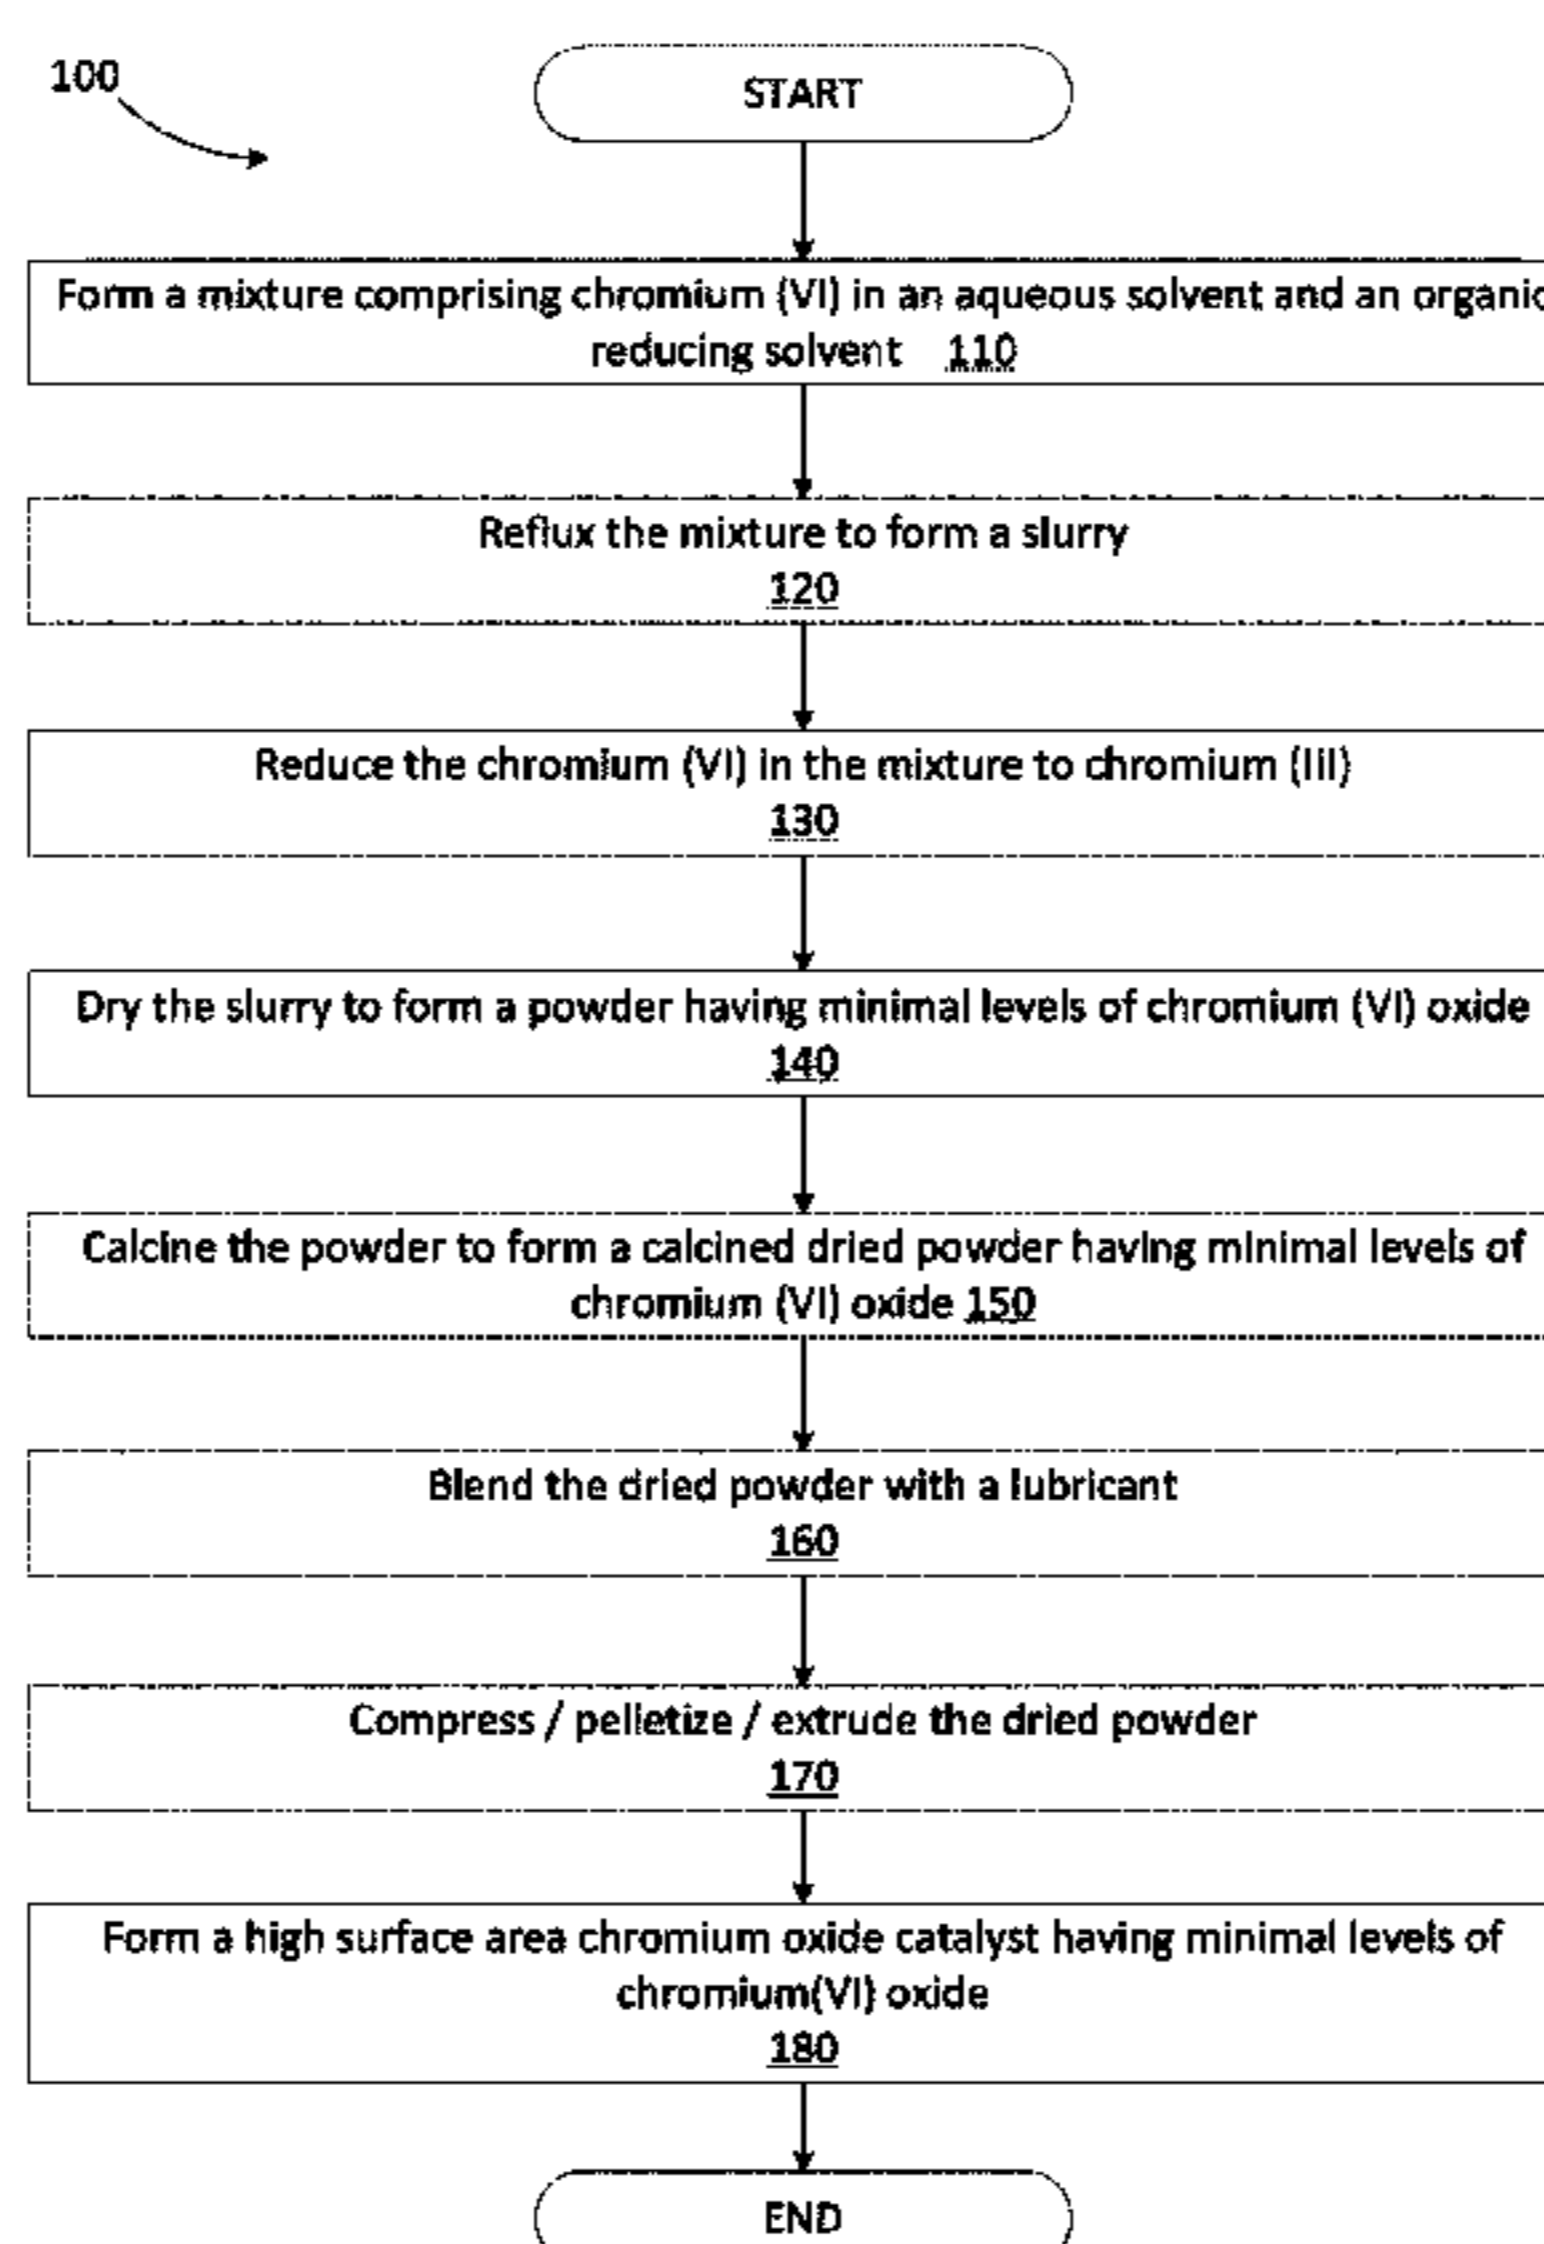 100
START
Form a mixture comprising chromium (VI) in an aqueous solvent and an organic
reducing solvent 110
Reflux the mixture to form a slurry
120
Reduce the chromium (VI) in the mixture to chromium (III)
130
Dry the slurry to form a powder having minimal levels of chromium (VI) oxide
140
Calcine the powder to form a calcined dried powder having minimal levels of
chromium (VI) oxide 150
Blend the dried powder with a lubricant
160
Compress / pelletize / extrude the dried powder
170
Form a high surface area chromium oxide catalyst having minimal levels of
chromium(VI) oxide
180
END